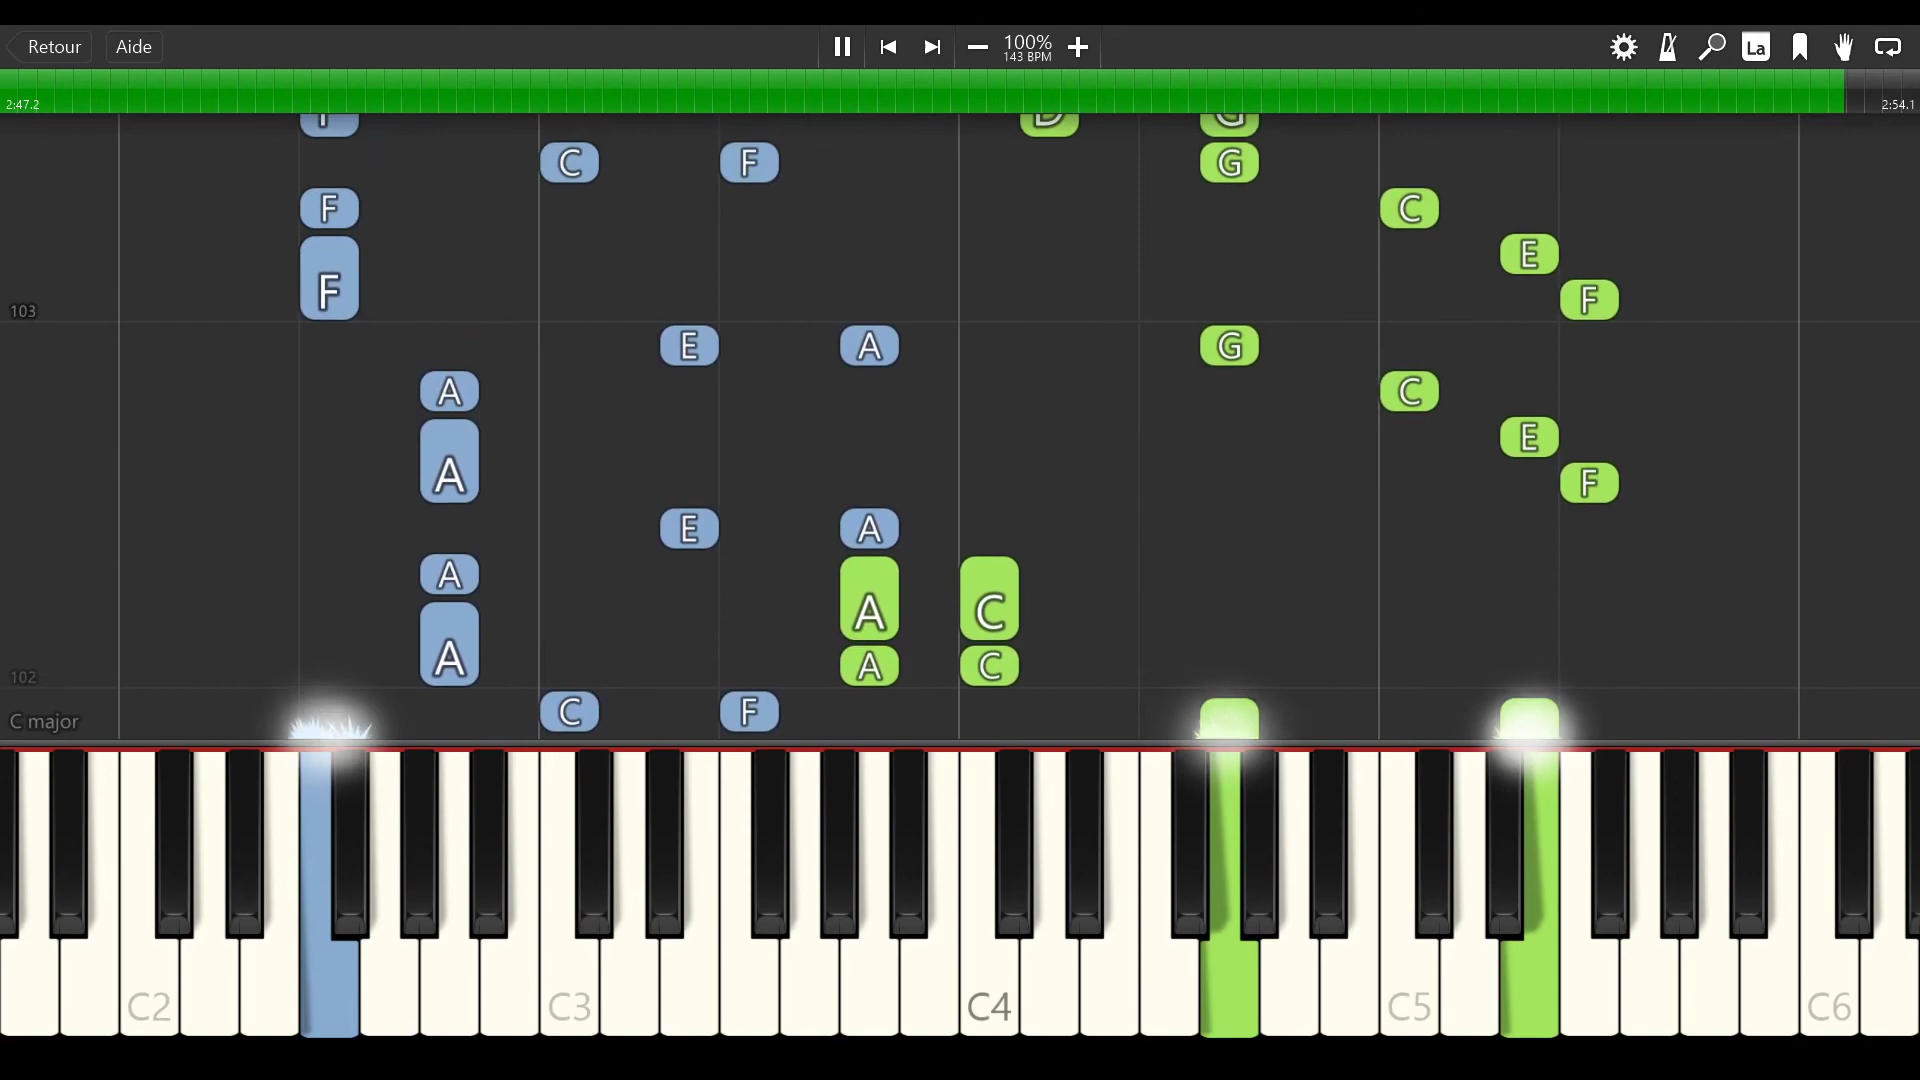 Retour Aide 100% La
143 BPM
2:47.2 2:54.1
F D G
C F G
F C
E
F F
103
E A G
A C
E
A F
E A
A
A C
A A C
102
C F
C major
C2 C3 C4 C5 C6